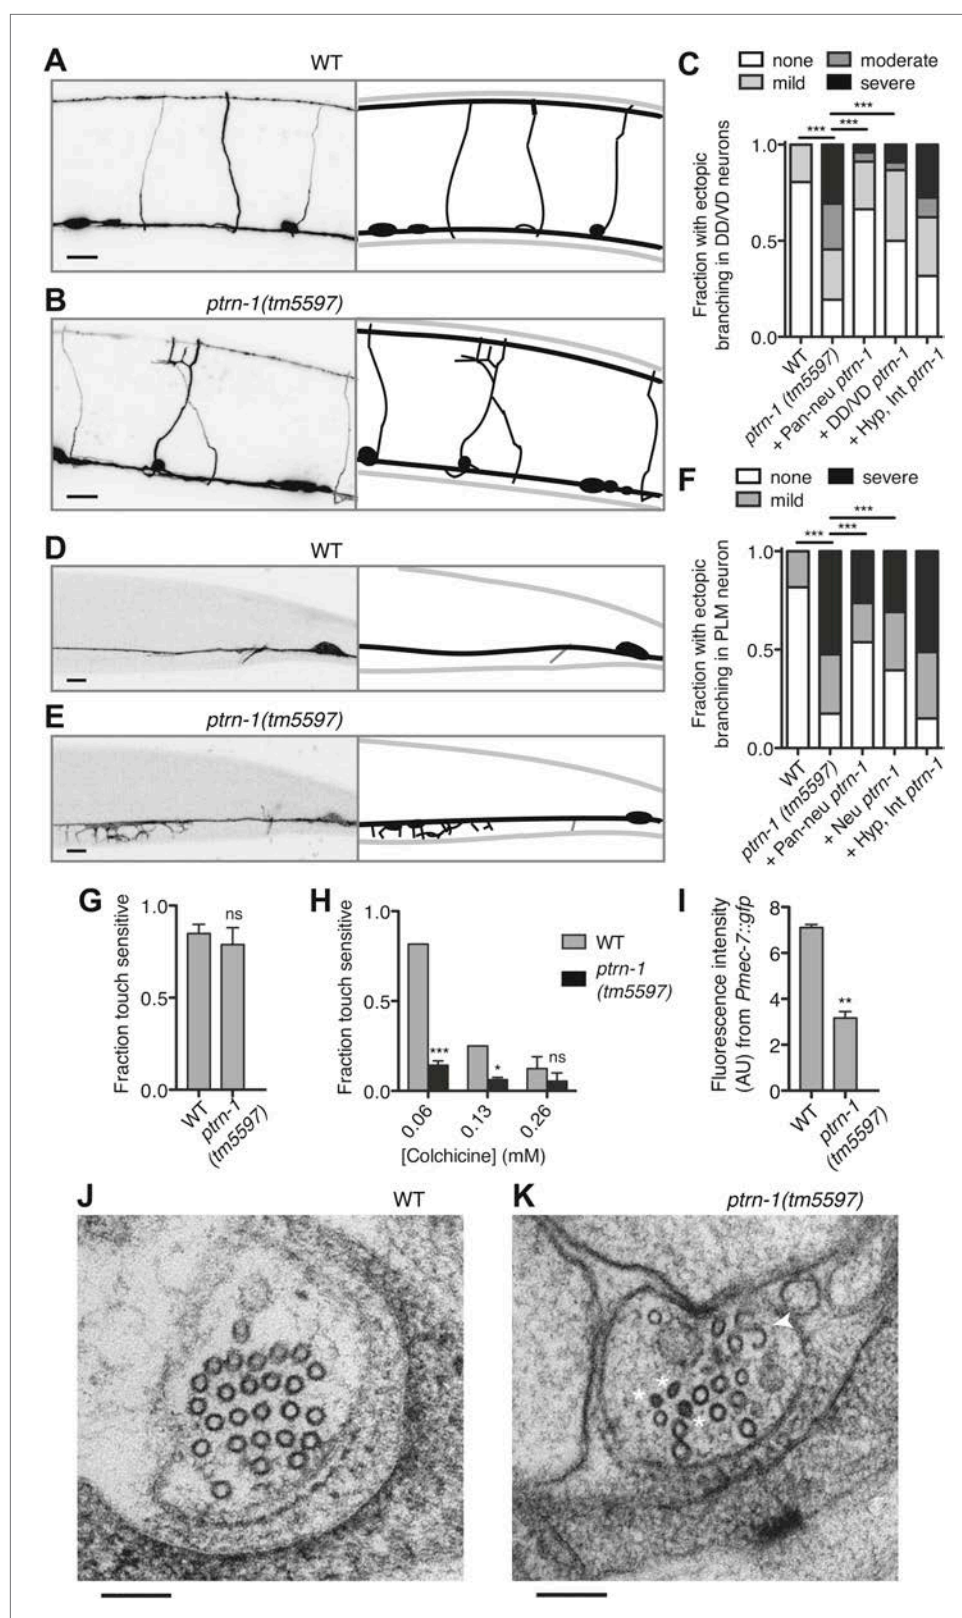 A WT
B ptrn-1(tm5597)
C none moderate
mild severe
*** *** ***
Fraction with ectopic
branching in DD/VD neurons
1.0
0.5
0.0
WT
ptrn-1 (tm5597)
+ Pan-neu ptrn-1
+ DD/VD ptrn-1
+ Hyp, Int ptrn-1
D WT
E ptrn-1(tm5597)
F none severe
mild
*** *** ***
Fraction with ectopic
branching in PLM neuron
1.0
0.5
0.0
WT
ptrn-1 (tm5597)
+ Pan-neu ptrn-1
+ Neu ptrn-1
+ Hyp, Int ptrn-1
G
Fraction touch sensitive
1.0
0.5
0.0
ns
WT
ptrn-1
(tm5597)
H
Fraction touch sensitive
1.0
0.5
0.0
WT
ptrn-1
(tm5597)
*** * ns
0.06 0.13 0.26
[Colchicine] (mM)
I
Fluorescence intensity
(AU) from Pmec-7::gfp
8
6
4
2
0
**
WT
ptrn-1
(tm5597)
J WT
K ptrn-1(tm5597)
* * *